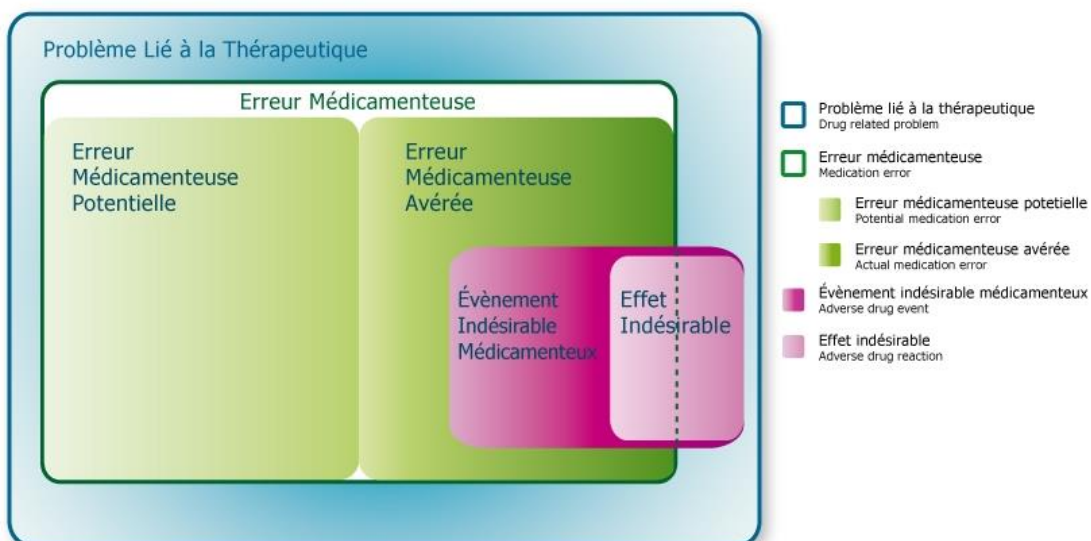 Problème Lié à la Thérapeutique
Erreur Médicamenteuse
Erreur
Médicamenteuse
Potentielle
Erreur
Médicamenteuse
Avérée
Évènement
Indésirable
Médicamenteux
Effet
Indésirable
Problème lié à la thérapeutique
Drug related problem
Erreur médicamenteuse
Medication error
Erreur médicamenteuse potetielle
Potential medication error
Erreur médicamenteuse avérée
Actual medication error
Évènement indésirable médicamenteux
Adverse drug event
Effet indésirable
Adverse drug reaction